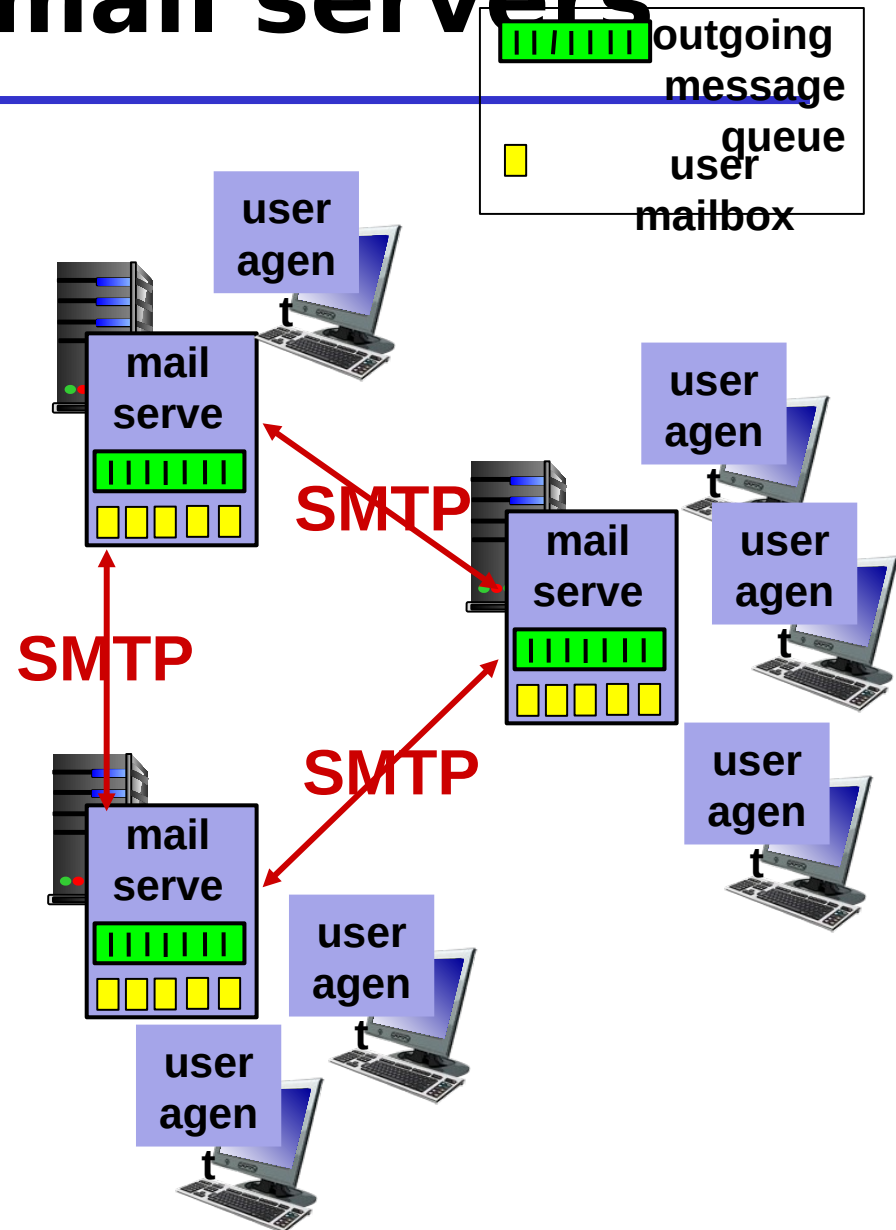 mail servers
outgoing
message
queue
user
mailbox
user
agen
t
mail
serve
user
agen
t
SMTP
mail
serve
user
agen
t
SMTP
SMTP
user
agen
t
mail
serve
user
agen
t
user
agen
t